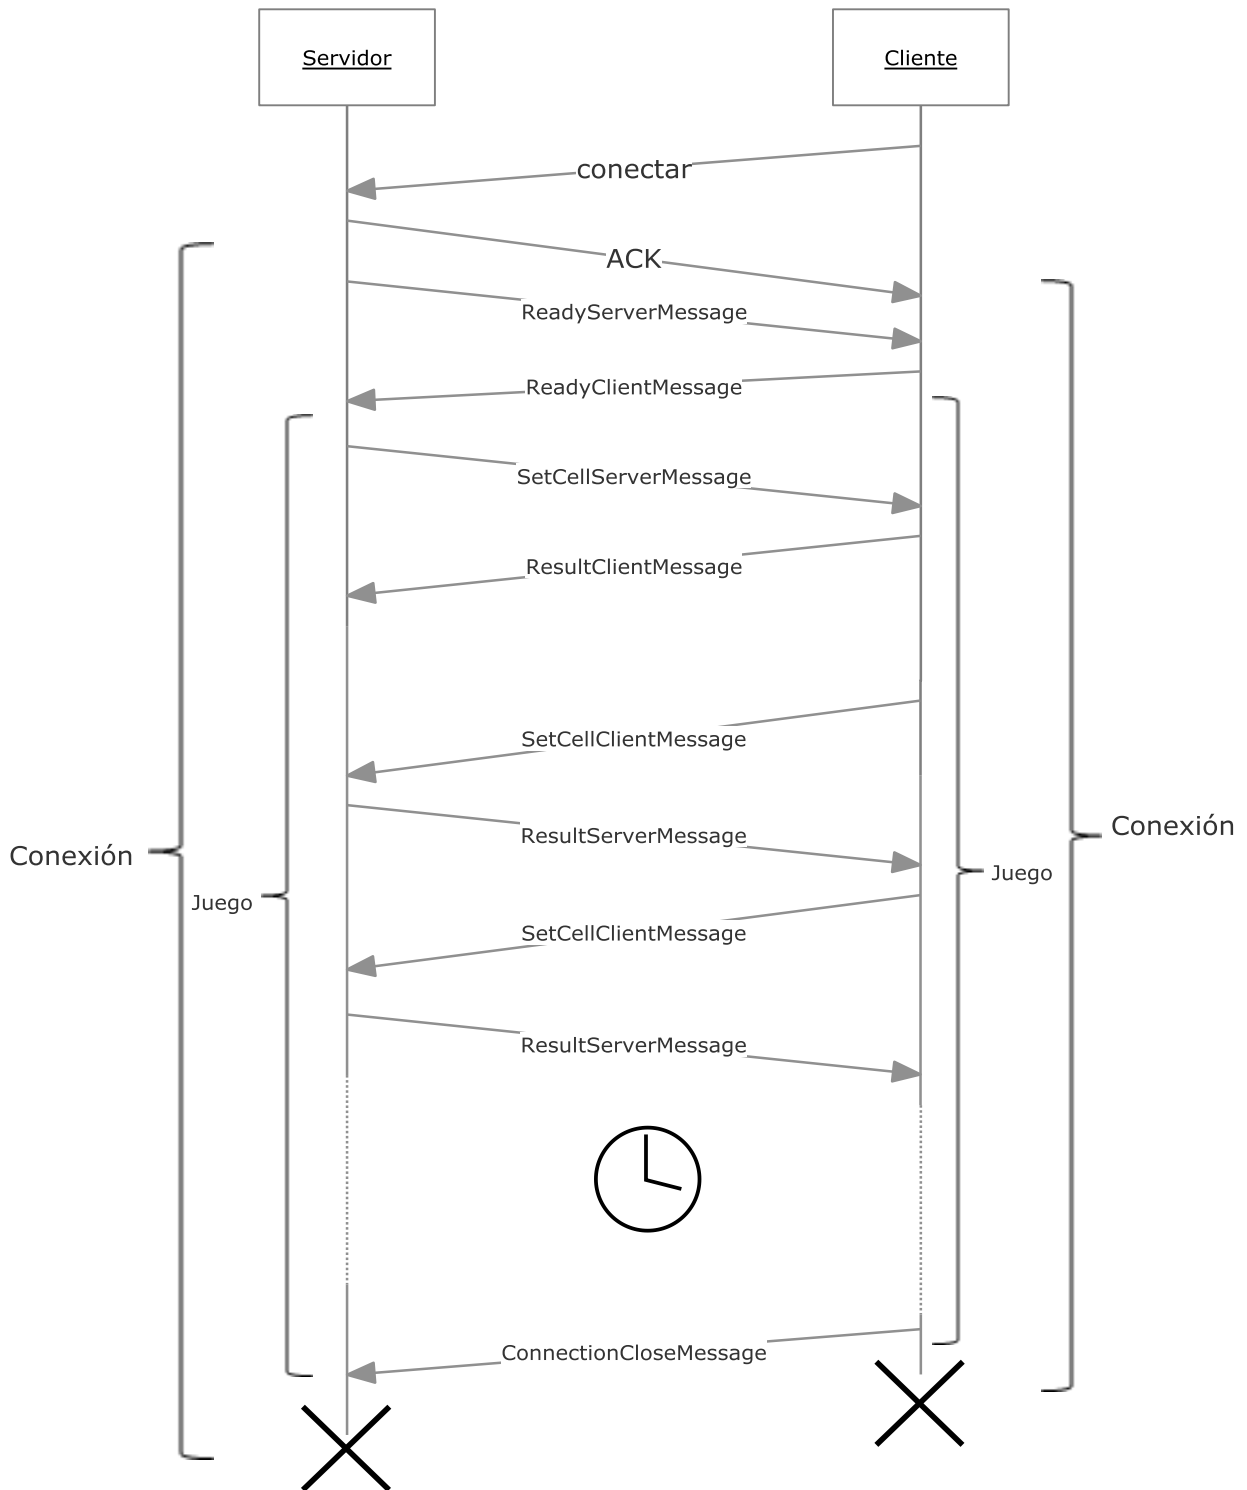 Servidor
Cliente
conectar
ACK
ReadyServerMessage
ReadyClientMessage
SetCellServerMessage
ResultClientMessage
SetCellClientMessage
ResultServerMessage
Conexión
Conexión
Juego
Juego
SetCellClientMessage
ResultServerMessage
ConnectionCloseMessage